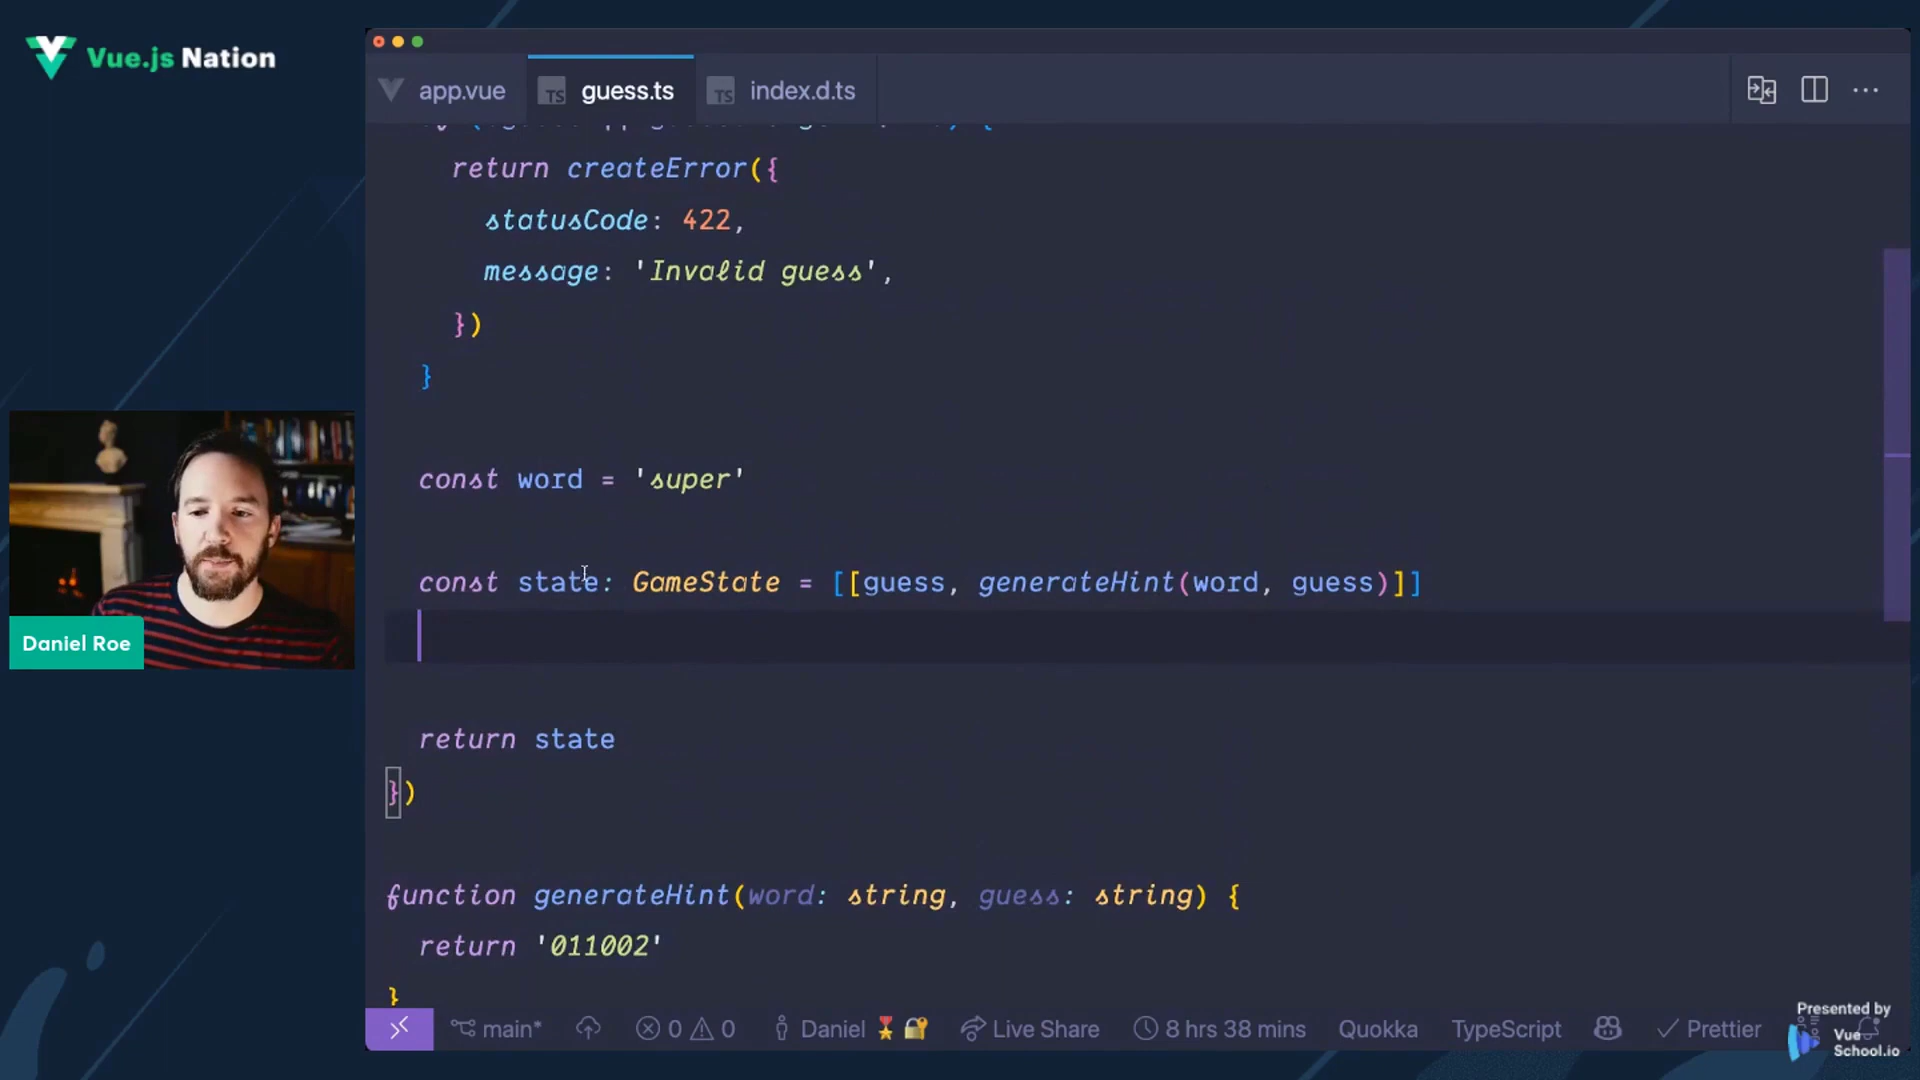 Vue.js Nation
app.vue
guess.ts
index.d.ts
return createError({
statusCode: 422,
message: 'Invalid guess',
})
}
const word = 'super'
const state: GameState = [[guess, generateHint(word, guess)]]
return state
})
function generateHint(word: string, guess: string) {
return '011002'
}
Daniel Roe
main*
0
0
Daniel
Live Share
8 hrs 38 mins
Quokka
TypeScript
Prettier
Presented by
Vue
School.io